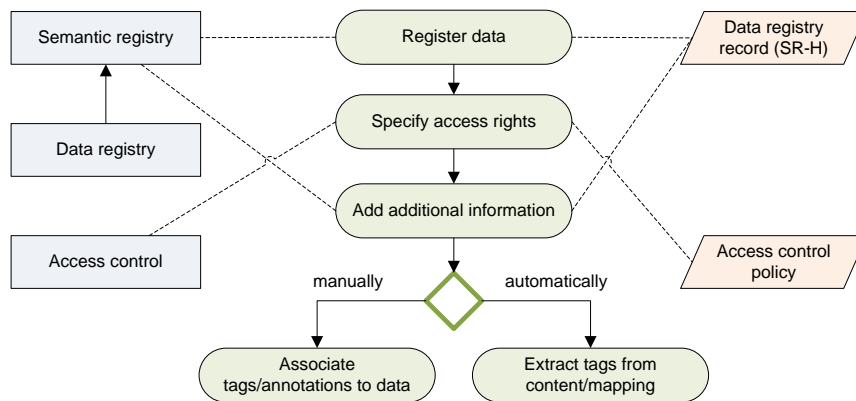 Semantic registry
Register data
Data registry
record (SR-H)
Specify access rights
Data registry
Add additional information
Access control
Access control
policy
manually
automatically
Associate
tags/annotations to data
Extract tags from
content/mapping